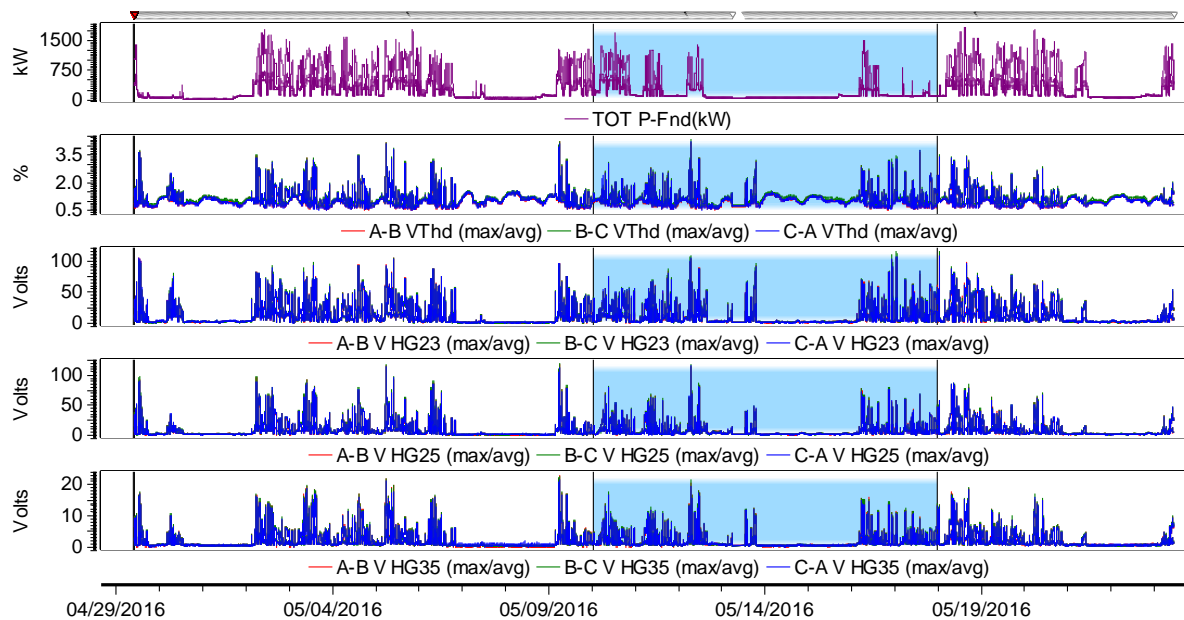 1500
750
0
kW
TOT P-Fnd(kW)
3.5
2.0
0.5
%
A-B VThd (max/avg) B-C VThd (max/avg) C-A VThd (max/avg)
100
50
0
Volts
A-B V HG23 (max/avg) B-C V HG23 (max/avg) C-A V HG23 (max/avg)
100
50
0
Volts
A-B V HG25 (max/avg) B-C V HG25 (max/avg) C-A V HG25 (max/avg)
20
10
0
Volts
A-B V HG35 (max/avg) B-C V HG35 (max/avg) C-A V HG35 (max/avg)
04/29/2016 05/04/2016 05/09/2016 05/14/2016 05/19/2016